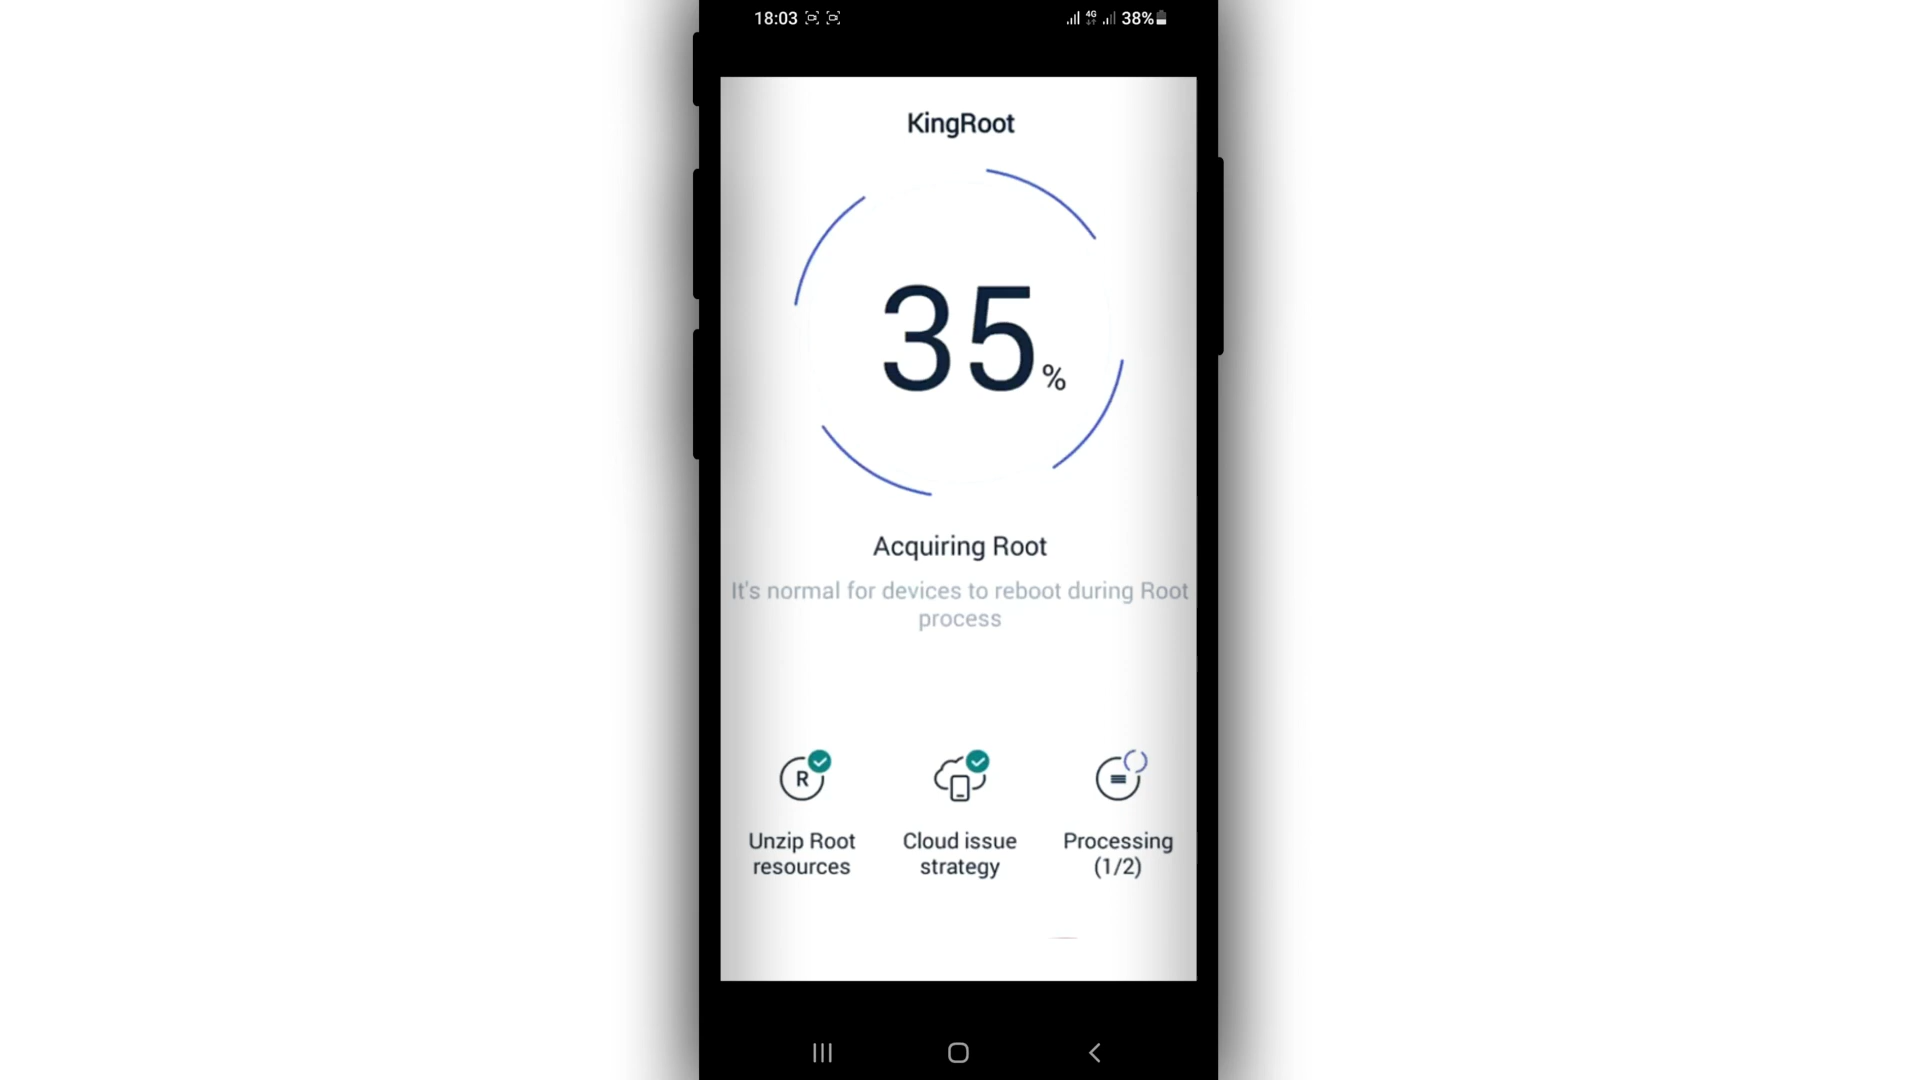 18:03 4G 38%
KingRoot
35%
Acquiring Root
It's normal for devices to reboot during Root
process
R
Unzip Root
resources
Cloud issue
strategy
Processing
(1/2)